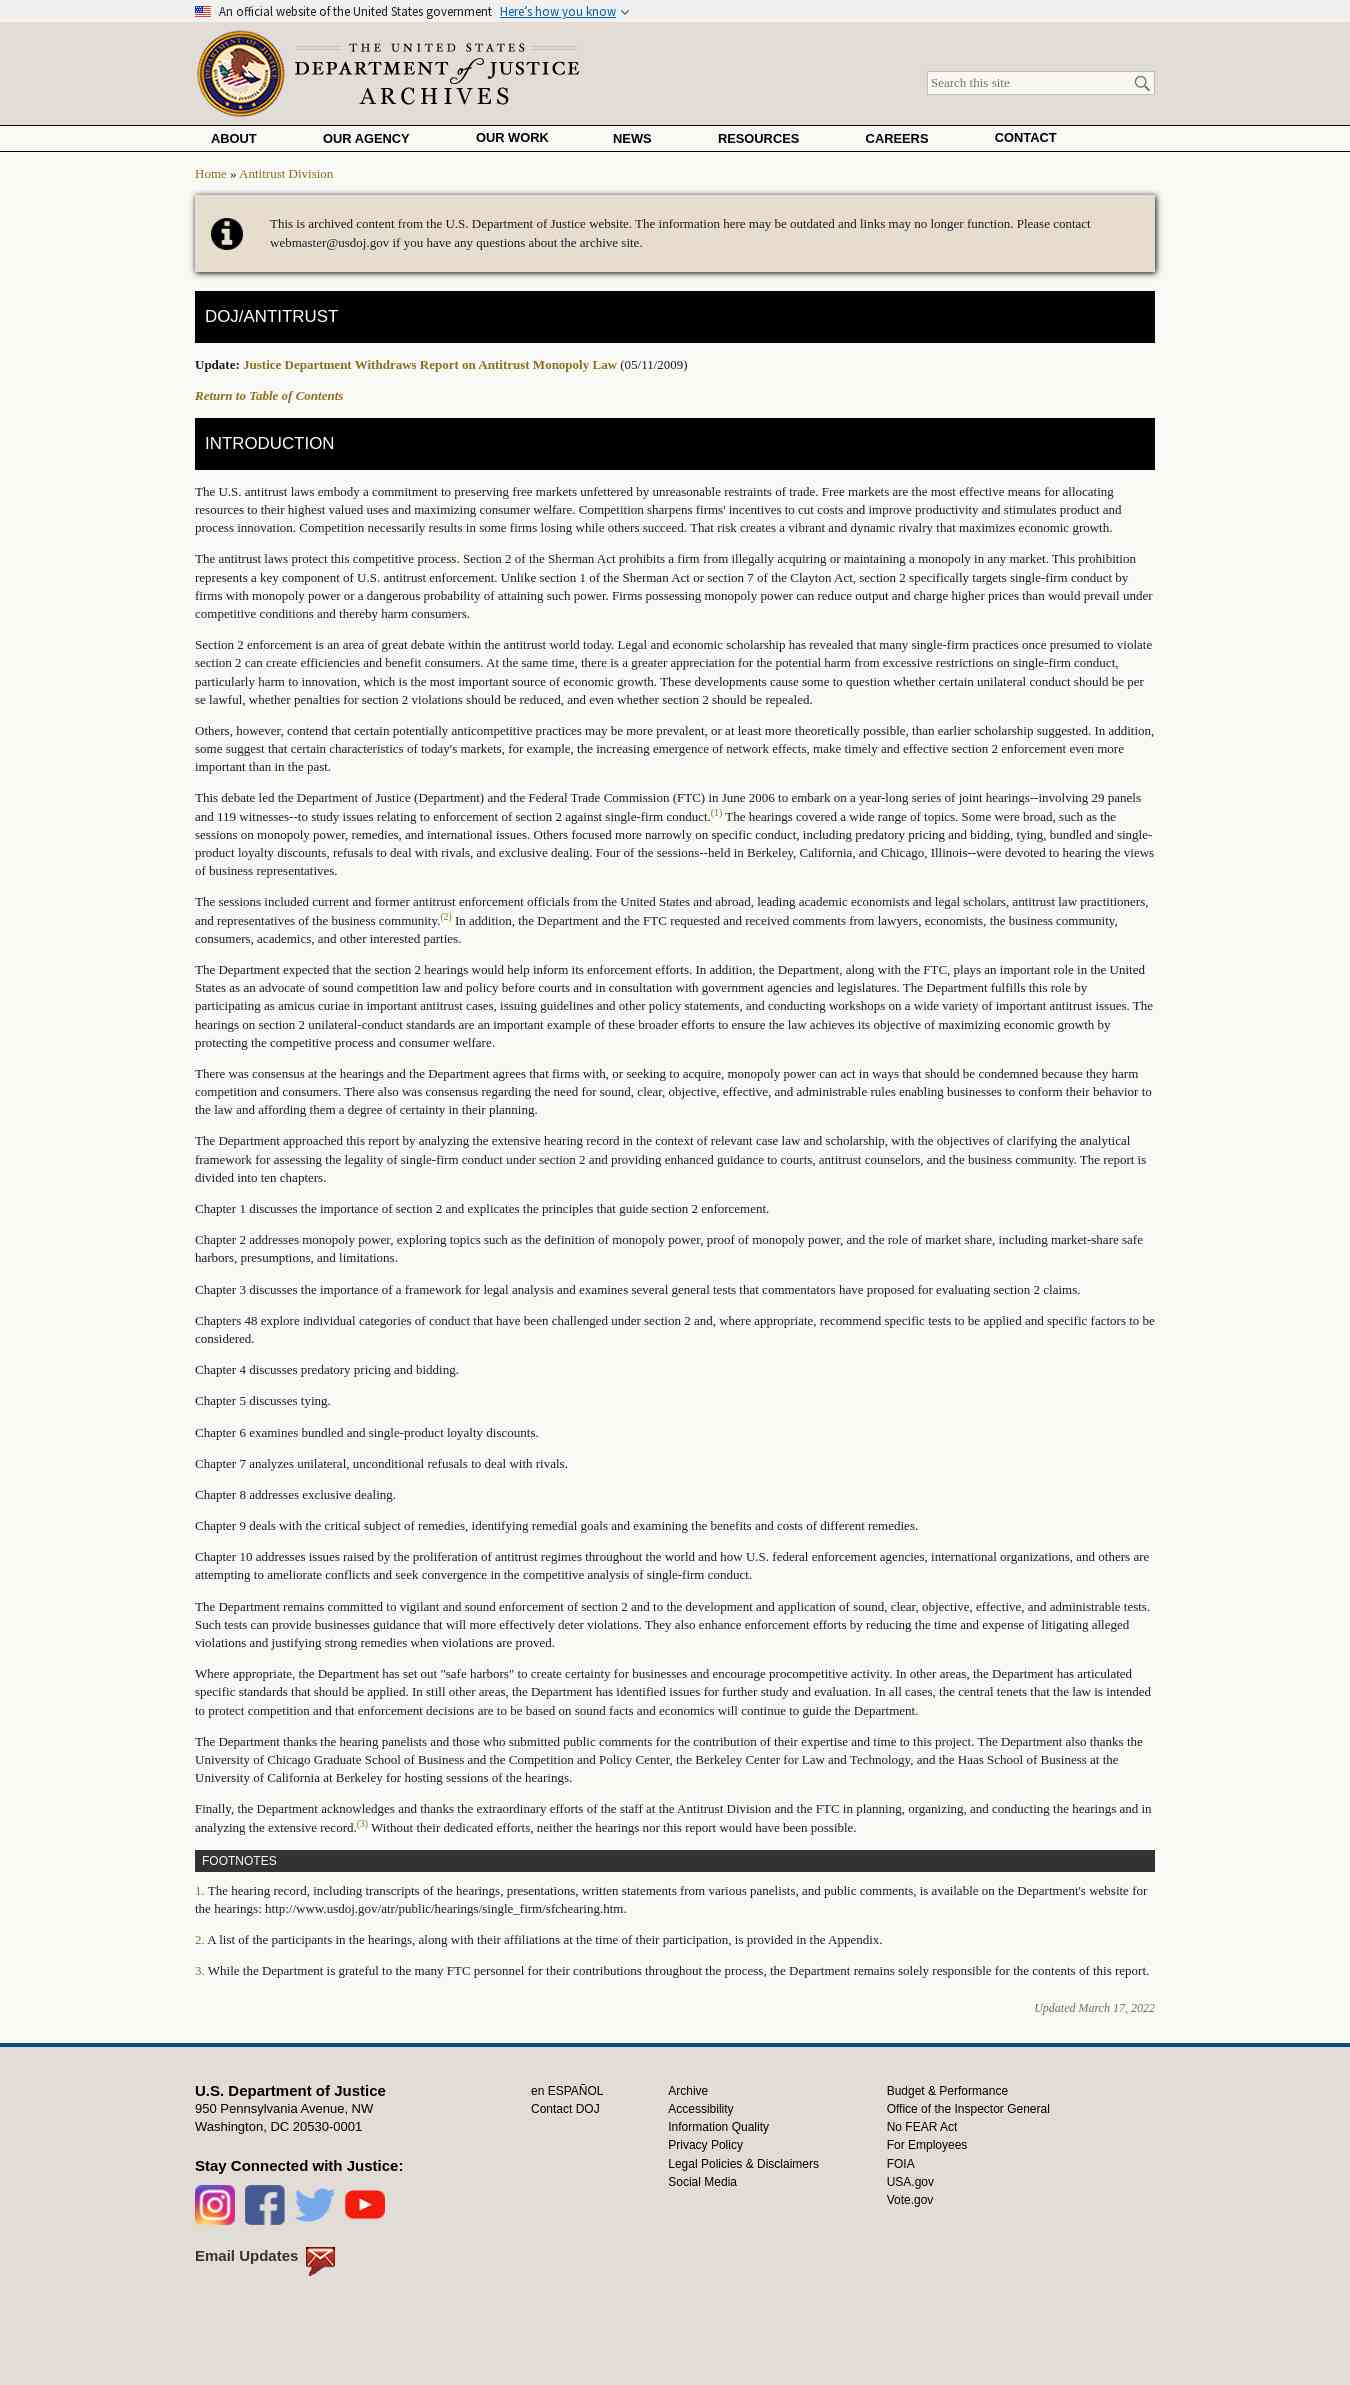 An official website of the United States government Here's how you know
THE UNITED STATES
DEPARTMENT of JUSTICE
ARCHIVES
Search this site
ABOUT OUR AGENCY OUR WORK NEWS RESOURCES CAREERS CONTACT
Home » Antitrust Division
This is archived content from the U.S. Department of Justice website. The information here may be outdated and links may no longer function. Please contact
webmaster@usdoj.gov if you have any questions about the archive site.
DOJ/ANTITRUST
Update: Justice Department Withdraws Report on Antitrust Monopoly Law (05/11/2009)
Return to Table of Contents
INTRODUCTION
The U.S. antitrust laws embody a commitment to preserving free markets unfettered by unreasonable restraints of trade. Free markets are the most effective means for allocating
resources to their highest valued uses and maximizing consumer welfare. Competition sharpens firms' incentives to cut costs and improve productivity and stimulates product and
process innovation. Competition necessarily results in some firms losing while others succeed. That risk creates a vibrant and dynamic rivalry that maximizes economic growth.
The antitrust laws protect this competitive process. Section 2 of the Sherman Act prohibits a firm from illegally acquiring or maintaining a monopoly in any market. This prohibition
represents a key component of U.S. antitrust enforcement. Unlike section 1 of the Sherman Act or section 7 of the Clayton Act, section 2 specifically targets single-firm conduct by
firms with monopoly power or a dangerous probability of attaining such power. Firms possessing monopoly power can reduce output and charge higher prices than would prevail under
competitive conditions and thereby harm consumers.
Section 2 enforcement is an area of great debate within the antitrust world today. Legal and economic scholarship has revealed that many single-firm practices once presumed to violate
section 2 can create efficiencies and benefit consumers. At the same time, there is a greater appreciation for the potential harm from excessive restrictions on single-firm conduct,
particularly harm to innovation, which is the most important source of economic growth. These developments cause some to question whether certain unilateral conduct should be per
se lawful, whether penalties for section 2 violations should be reduced, and even whether section 2 should be repealed.
Others, however, contend that certain potentially anticompetitive practices may be more prevalent, or at least more theoretically possible, than earlier scholarship suggested. In addition,
some suggest that certain characteristics of today's markets, for example, the increasing emergence of network effects, make timely and effective section 2 enforcement even more
important than in the past.
This debate led the Department of Justice (Department) and the Federal Trade Commission (FTC) in June 2006 to embark on a year-long series of joint hearings--involving 29 panels
and 119 witnesses--to study issues relating to enforcement of section 2 against single-firm conduct.(1) The hearings covered a wide range of topics. Some were broad, such as the
sessions on monopoly power, remedies, and international issues. Others focused more narrowly on specific conduct, including predatory pricing and bidding, tying, bundled and single-
product loyalty discounts, refusals to deal with rivals, and exclusive dealing. Four of the sessions--held in Berkeley, California, and Chicago, Illinois--were devoted to hearing the views
of business representatives.
The sessions included current and former antitrust enforcement officials from the United States and abroad, leading academic economists and legal scholars, antitrust law practitioners,
and representatives of the business community.(2) In addition, the Department and the FTC requested and received comments from lawyers, economists, the business community,
consumers, academics, and other interested parties.
The Department expected that the section 2 hearings would help inform its enforcement efforts. In addition, the Department, along with the FTC, plays an important role in the United
States as an advocate of sound competition law and policy before courts and in consultation with government agencies and legislatures. The Department fulfills this role by
participating as amicus curiae in important antitrust cases, issuing guidelines and other policy statements, and conducting workshops on a wide variety of important antitrust issues. The
hearings on section 2 unilateral-conduct standards are an important example of these broader efforts to ensure the law achieves its objective of maximizing economic growth by
protecting the competitive process and consumer welfare.
There was consensus at the hearings and the Department agrees that firms with, or seeking to acquire, monopoly power can act in ways that should be condemned because they harm
competition and consumers. There also was consensus regarding the need for sound, clear, objective, effective, and administrable rules enabling businesses to conform their behavior to
the law and affording them a degree of certainty in their planning.
The Department approached this report by analyzing the extensive hearing record in the context of relevant case law and scholarship, with the objectives of clarifying the analytical
framework for assessing the legality of single-firm conduct under section 2 and providing enhanced guidance to courts, antitrust counselors, and the business community. The report is
divided into ten chapters.
Chapter 1 discusses the importance of section 2 and explicates the principles that guide section 2 enforcement.
Chapter 2 addresses monopoly power, exploring topics such as the definition of monopoly power, proof of monopoly power, and the role of market share, including market-share safe
harbors, presumptions, and limitations.
Chapter 3 discusses the importance of a framework for legal analysis and examines several general tests that commentators have proposed for evaluating section 2 claims.
Chapters 48 explore individual categories of conduct that have been challenged under section 2 and, where appropriate, recommend specific tests to be applied and specific factors to be
considered.
Chapter 4 discusses predatory pricing and bidding.
Chapter 5 discusses tying.
Chapter 6 examines bundled and single-product loyalty discounts.
Chapter 7 analyzes unilateral, unconditional refusals to deal with rivals.
Chapter 8 addresses exclusive dealing.
Chapter 9 deals with the critical subject of remedies, identifying remedial goals and examining the benefits and costs of different remedies.
Chapter 10 addresses issues raised by the proliferation of antitrust regimes throughout the world and how U.S. federal enforcement agencies, international organizations, and others are
attempting to ameliorate conflicts and seek convergence in the competitive analysis of single-firm conduct.
The Department remains committed to vigilant and sound enforcement of section 2 and to the development and application of sound, clear, objective, effective, and administrable tests.
Such tests can provide businesses guidance that will more effectively deter violations. They also enhance enforcement efforts by reducing the time and expense of litigating alleged
violations and justifying strong remedies when violations are proved.
Where appropriate, the Department has set out "safe harbors" to create certainty for businesses and encourage procompetitive activity. In other areas, the Department has articulated
specific standards that should be applied. In still other areas, the Department has identified issues for further study and evaluation. In all cases, the central tenets that the law is intended
to protect competition and that enforcement decisions are to be based on sound facts and economics will continue to guide the Department.
The Department thanks the hearing panelists and those who submitted public comments for the contribution of their expertise and time to this project. The Department also thanks the
University of Chicago Graduate School of Business and the Competition and Policy Center, the Berkeley Center for Law and Technology, and the Haas School of Business at the
University of California at Berkeley for hosting sessions of the hearings.
Finally, the Department acknowledges and thanks the extraordinary efforts of the staff at the Antitrust Division and the FTC in planning, organizing, and conducting the hearings and in
analyzing the extensive record.(3) Without their dedicated efforts, neither the hearings nor this report would have been possible.
FOOTNOTES
1. The hearing record, including transcripts of the hearings, presentations, written statements from various panelists, and public comments, is available on the Department's website for
the hearings: http://www.usdoj.gov/atr/public/hearings/single_firm/sfchearing.htm.
2. A list of the participants in the hearings, along with their affiliations at the time of their participation, is provided in the Appendix.
3. While the Department is grateful to the many FTC personnel for their contributions throughout the process, the Department remains solely responsible for the contents of this report.
Updated March 17, 2022
U.S. Department of Justice
950 Pennsylvania Avenue, NW
Washington, DC 20530-0001
Stay Connected with Justice:
Email Updates
en ESPAÑOL
Contact DOJ
Archive
Accessibility
Information Quality
Privacy Policy
Legal Policies & Disclaimers
Social Media
Budget & Performance
Office of the Inspector General
No FEAR Act
For Employees
FOIA
USA.gov
Vote.gov